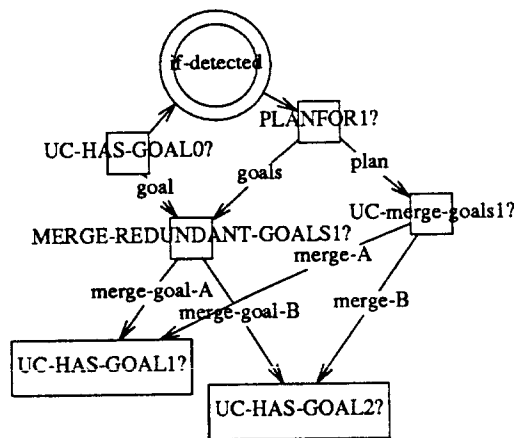 if-detected
PLANFOR1?
UC-HAS-GOAL0?
goal
goals
plan
UC-merge-goals1?
MERGE-REDUNDANT-GOALS1?
merge-A
merge-goal-A
merge-goal-B
merge-B
UC-HAS-GOAL1?
UC-HAS-GOAL2?